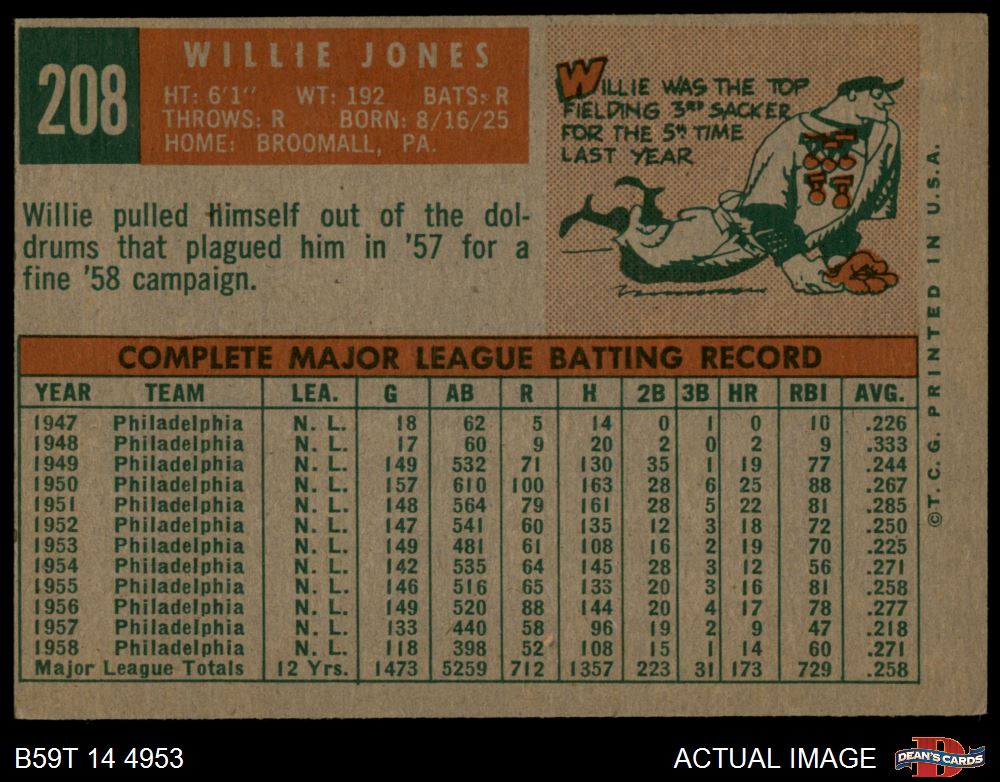 208
WILLIE JONES
HT: 6'1" WT: 192 BATS: R
THROWS: R BORN: 8/16/25
HOME: BROOMALL, PA.
WILLIE WAS THE TOP
FIELDING 3RD SACKER
FOR THE 5TH TIME
LAST YEAR
Willie pulled himself out of the dol-
drums that plagued him in '57 for a
fine '58 campaign.
COMPLETE MAJOR LEAGUE BATTING RECORD
YEAR TEAM LEA. G AB R H 2B 3B HR RBI AVG.
1947 Philadelphia N. L. 18 62 5 14 0 1 0 10 .226
1948 Philadelphia N. L. 17 60 9 20 2 0 2 9 .333
1949 Philadelphia N. L. 149 532 71 130 35 1 19 77 .244
1950 Philadelphia N. L. 157 610 100 163 28 6 25 88 .267
1951 Philadelphia N. L. 148 564 79 161 28 5 22 81 .285
1952 Philadelphia N. L. 147 541 60 135 12 3 18 72 .250
1953 Philadelphia N. L. 149 481 61 108 16 2 19 70 .225
1954 Philadelphia N. L. 142 535 64 145 28 3 12 56 .271
1955 Philadelphia N. L. 146 516 65 133 20 3 16 81 .258
1956 Philadelphia N. L. 149 520 88 144 20 4 17 78 .277
1957 Philadelphia N. L. 133 440 58 96 19 2 9 47 .218
1958 Philadelphia N. L. 118 398 52 108 15 1 14 60 .271
Major League Totals 12 Yrs. 1473 5259 712 1357 223 31 173 729 .258
©T. C. G. PRINTED IN U.S.A.
B59T 14 4953
ACTUAL IMAGE
D
DEAN'S CARDS